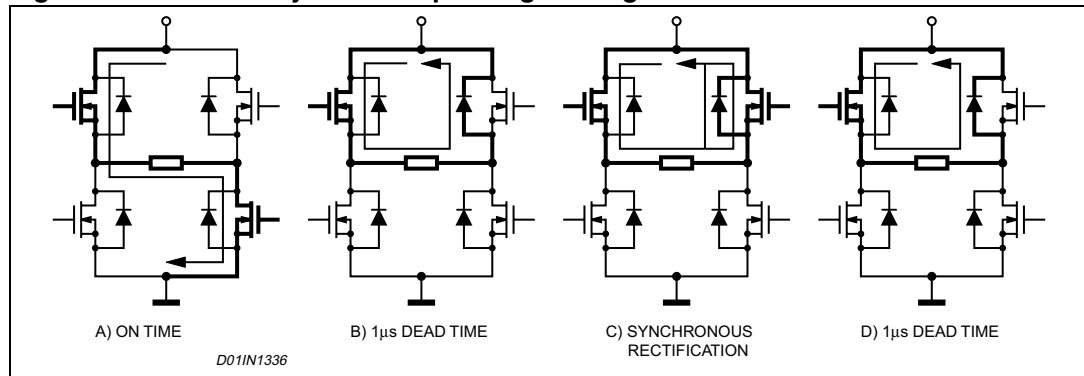 A) ON TIME
B) 1μs DEAD TIME
C) SYNCHRONOUS
RECTIFICATION
D) 1μs DEAD TIME
D01IN1336